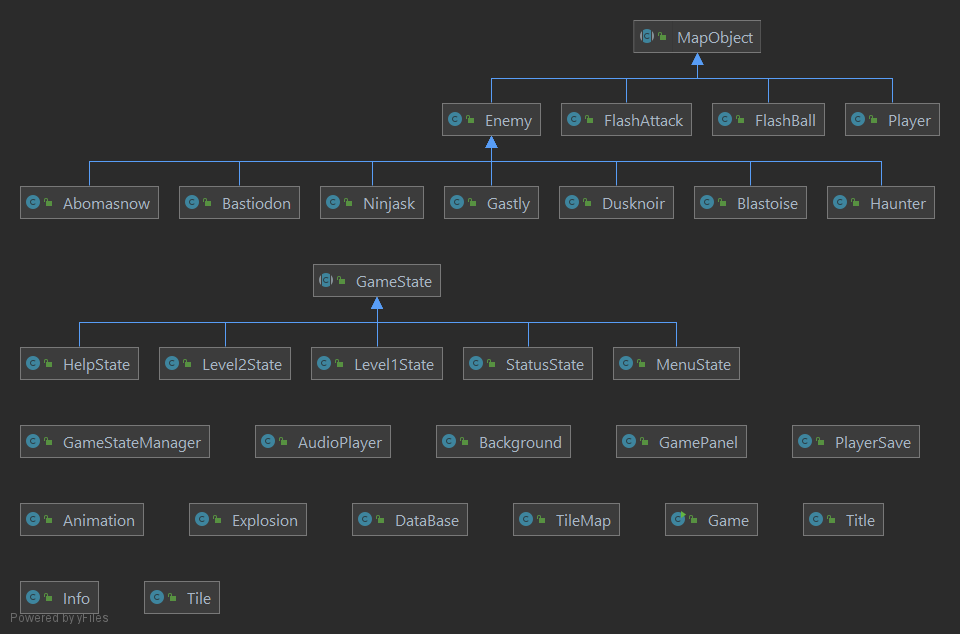 MapObject
Enemy FlashAttack FlashBall Player
Abomasnow Bastiodon Ninjask Gastly Dusknoir Blastoise Haunter
GameState
HelpState Level2State Level1State StatusState MenuState
GameStateManager AudioPlayer Background GamePanel PlayerSave
Animation Explosion DataBase TileMap Game Title
Info Tile
Powered by yFiles